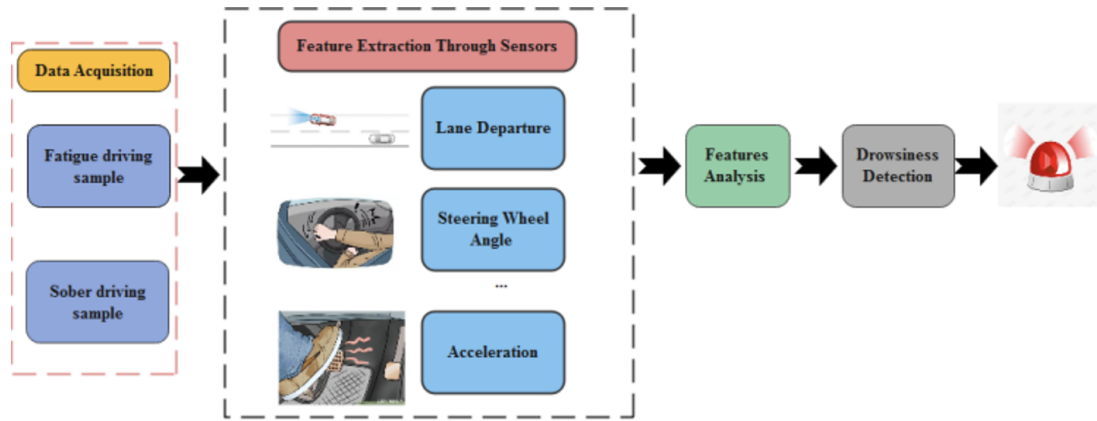 Data Acquisition
Fatigue driving
sample
Sober driving
sample
Feature Extraction Through Sensors
Lane Departure
Steering Wheel
Angle
...
Acceleration
Features
Analysis
Drowsiness
Detection